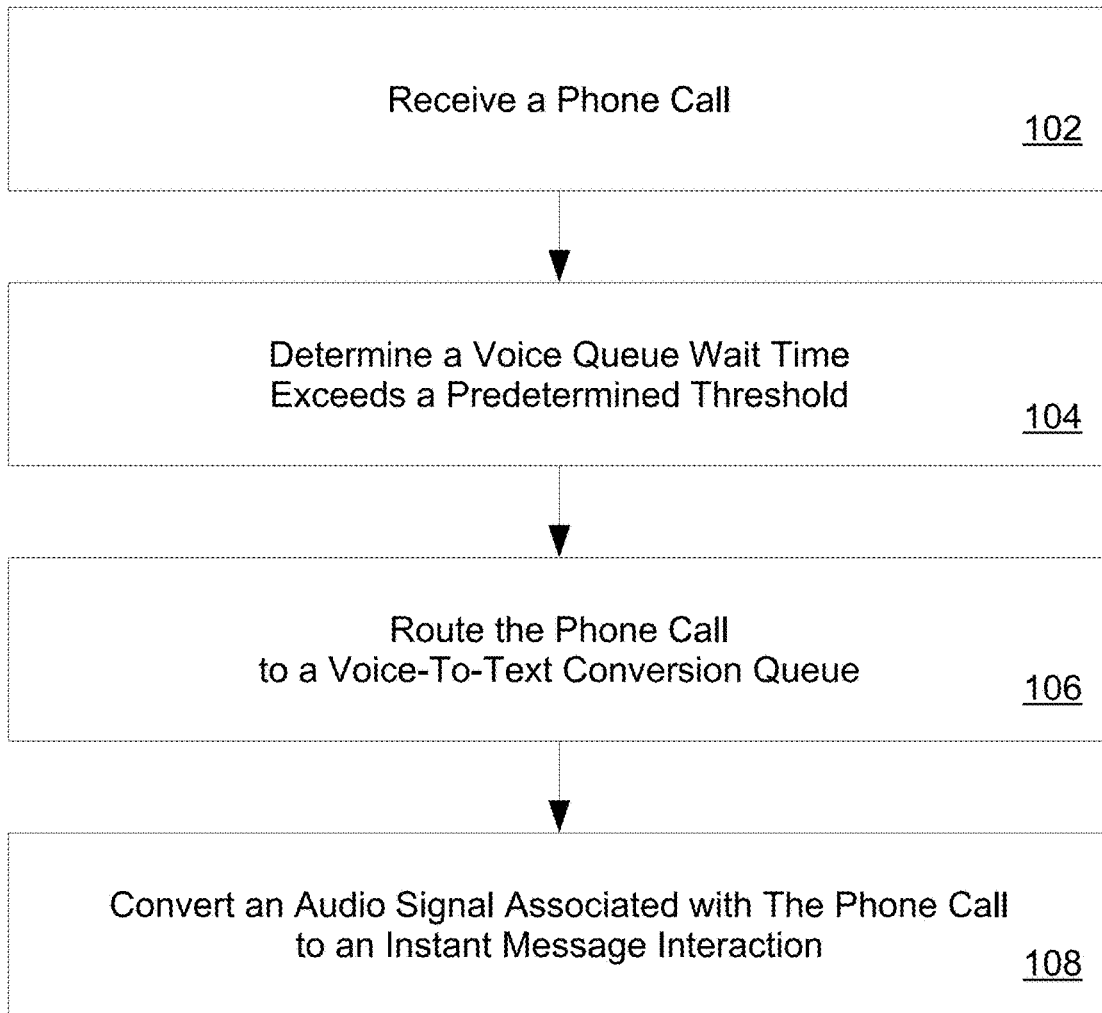 Receive a Phone Call
102
Determine a Voice Queue Wait Time
Exceeds a Predetermined Threshold
104
Route the Phone Call
to a Voice-To-Text Conversion Queue
106
Convert an Audio Signal Associated with The Phone Call
to an Instant Message Interaction
108